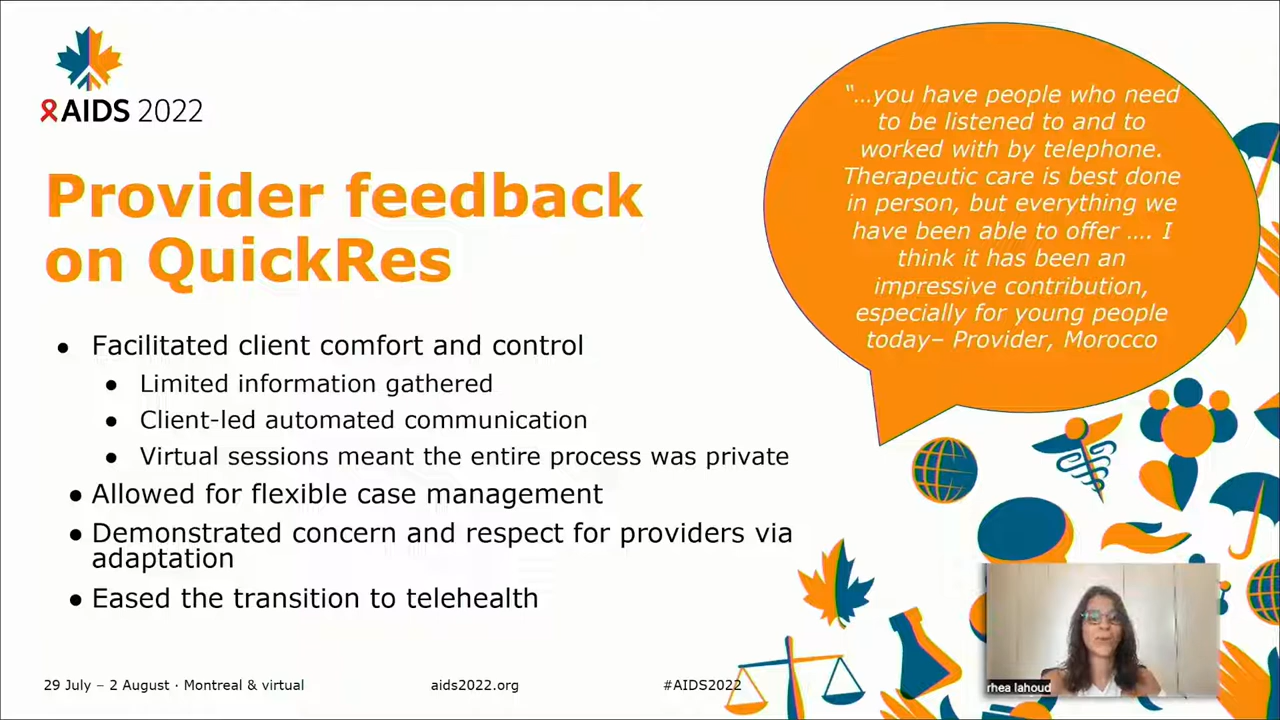 AIDS 2022
Provider feedback
on QuickRes
● Facilitated client comfort and control
● Limited information gathered
● Client-led automated communication
● Virtual sessions meant the entire process was private
● Allowed for flexible case management
● Demonstrated concern and respect for providers via
adaptation
● Eased the transition to telehealth
“…you have people who need
to be listened to and to
worked with by telephone.
Therapeutic care is best done
in person, but everything we
have been able to offer …. I
think it has been an
impressive contribution,
especially for young people
today– Provider, Morocco
rhea lahoud
29 July – 2 August · Montreal & virtual
aids2022.org
#AIDS2022